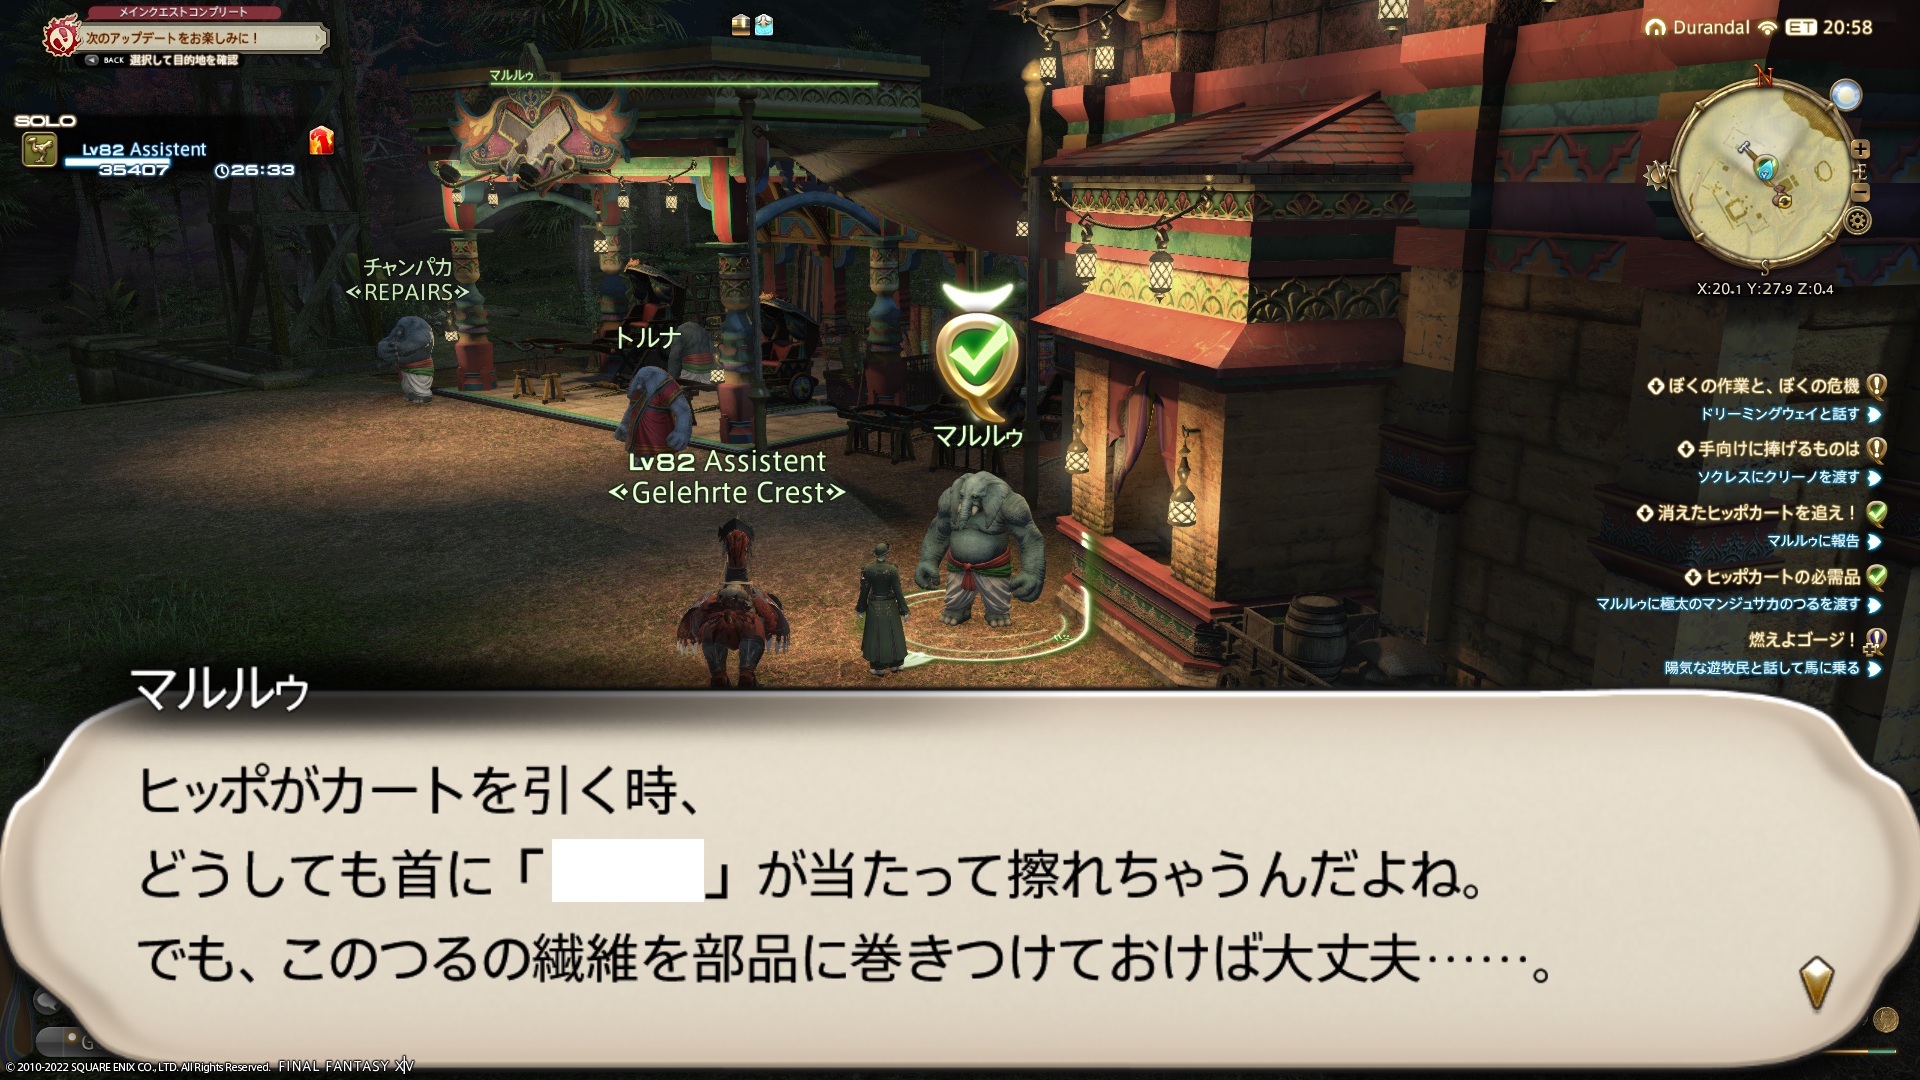 メインクエストコンプリート
次のアップデートをお楽しみに！
BACK 選択して目的地を確認
SOLO
Lv82 Assistent
35407
26:33
マルルゥ
Durandal ET 20:58
N
W
E
S
X:20.1 Y:27.9 Z:0.4
チャンパカ
<REPAIRS>
トルナ
マルルゥ
Lv82 Assistent
<Gelehrte Crest>
ぼくの作業と、ぼくの危機
ドリーミングウェイと話す
手向けに捧げるものは
ソクレスにクリーノを渡す
消えたヒッポカートを追え！
マルルゥに報告
ヒッポカートの必需品
マルルゥに極太のマンジュサカのつるを渡す
燃えよゴージ！
陽気な遊牧民と話して馬に乗る
マルルゥ
ヒッポがカートを引く時、
どうしても首に「 」が当たって擦れちゃうんだよね。
でも、このつるの繊維を部品に巻きつけておけば大丈夫……。
G
© 2010-2022 SQUARE ENIX CO., LTD. All Rights Reserved. FINAL FANTASY XIV